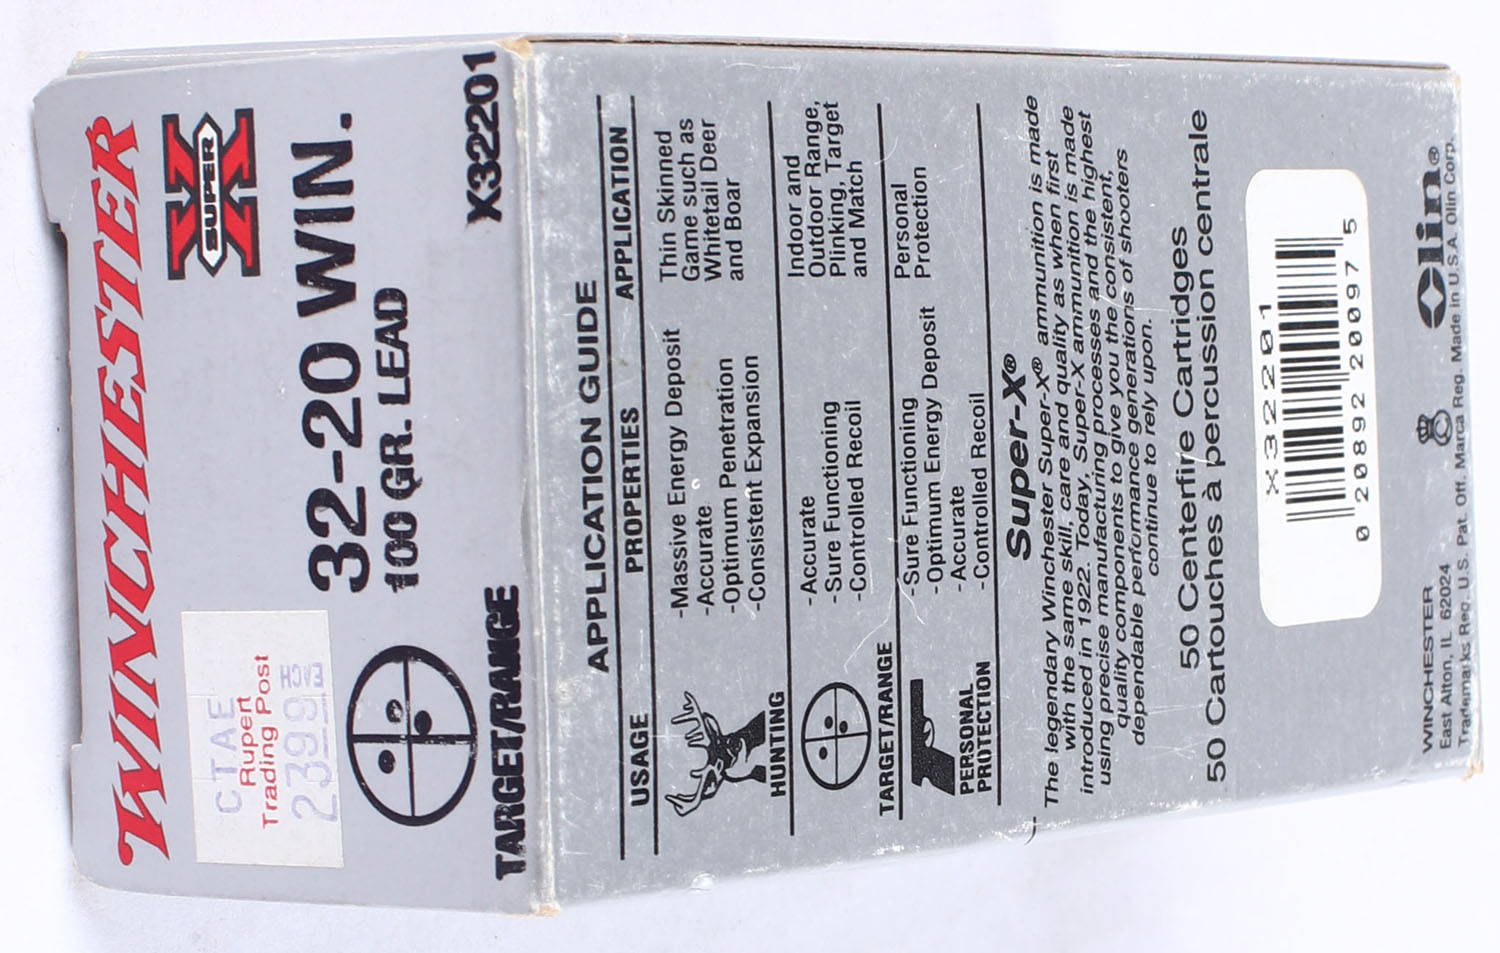 WINCHESTER
SUPER
X
32-20 WIN.
100 GR. LEAD
CTAE
Rupert
Trading Post
2399
EACH
TARGET/RANGE
X32201
APPLICATION GUIDE
USAGE PROPERTIES APPLICATION
HUNTING
-Massive Energy Deposit
-Accurate
-Optimum Penetration
-Consistent Expansion
Thin Skinned
Game such as
Whitetail Deer
and Boar
TARGET/RANGE
-Accurate
-Sure Functioning
-Controlled Recoil
Indoor and
Outdoor Range,
Plinking, Target
and Match
PERSONAL
PROTECTION
-Sure Functioning
-Optimum Energy Deposit
-Accurate
-Controlled Recoil
Personal
Protection
Super-X®
The legendary Winchester Super-X® ammunition is made
with the same skill, care and quality as when first
introduced in 1922. Today, Super-X ammunition is made
using precise manufacturing processes and the highest
quality components to give you the consistent,
dependable performance generations of shooters
continue to rely upon.
50 Centerfire Cartridges
50 Cartouches à percussion centrale
X32201
0 20892 20097 5
WINCHESTER
East Alton, IL 62024
Olin®
Trademarks Reg. U.S. Pat. Off. Marca Reg. Made in U.S.A. Olin Corp.